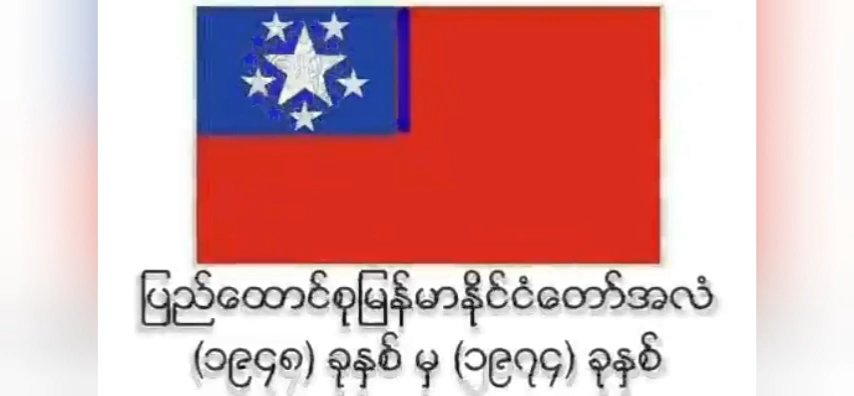 ပြည်ထောင်စုမြန်မာနိုင်ငံတော်အလံ
(၁၉၄၈) ခုနှစ် မှ (၁၉၇၄) ခုနှစ်